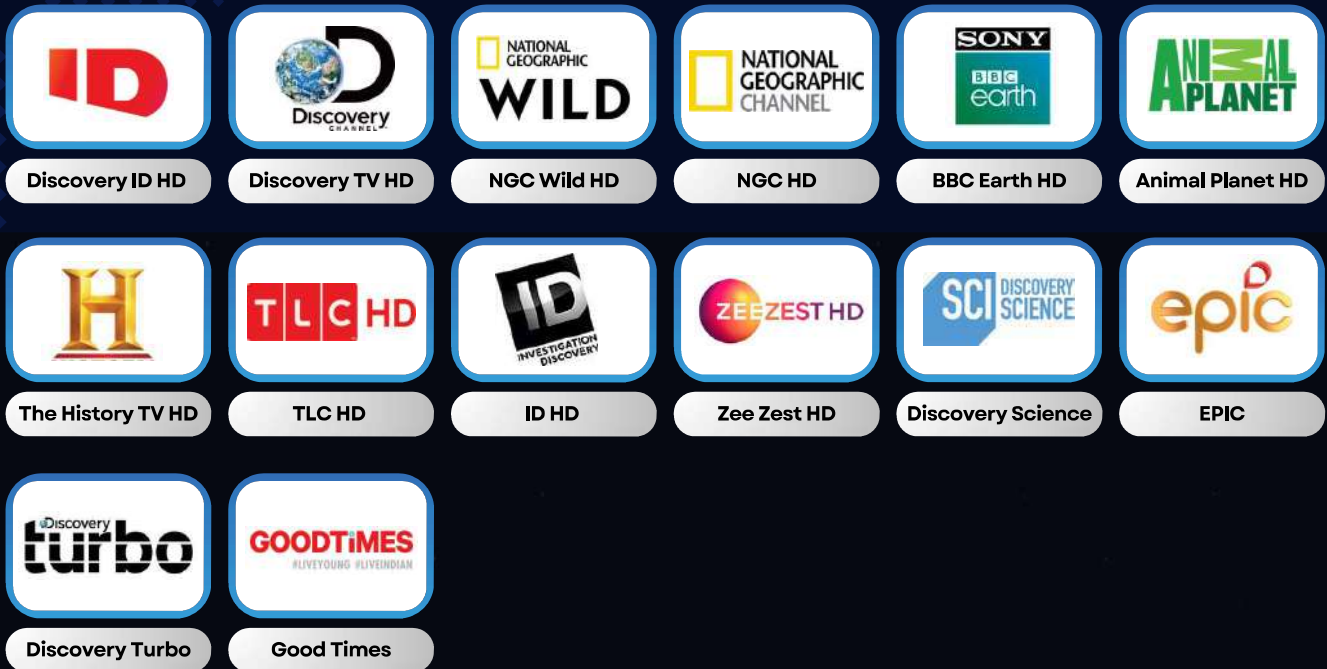 ID
Discovery
CHANNEL
NATIONAL
GEOGRAPHIC
WILD
NATIONAL
GEOGRAPHIC
CHANNEL
SONY
BBC
earth
ANIMAL
PLANET
Discovery ID HD
Discovery TV HD
NGC Wild HD
NGC HD
BBC Earth HD
Animal Planet HD
H
TLC HD
ID
INVESTIGATION
DISCOVERY
ZEE ZEST HD
SCI DISCOVERY
SCIENCE
epic
The History TV HD
TLC HD
ID HD
Zee Zest HD
Discovery Science
EPIC
Discovery
turbo
GOODTiMES
#LIVEYOUNG #LIVEINDIAN
Discovery Turbo
Good Times